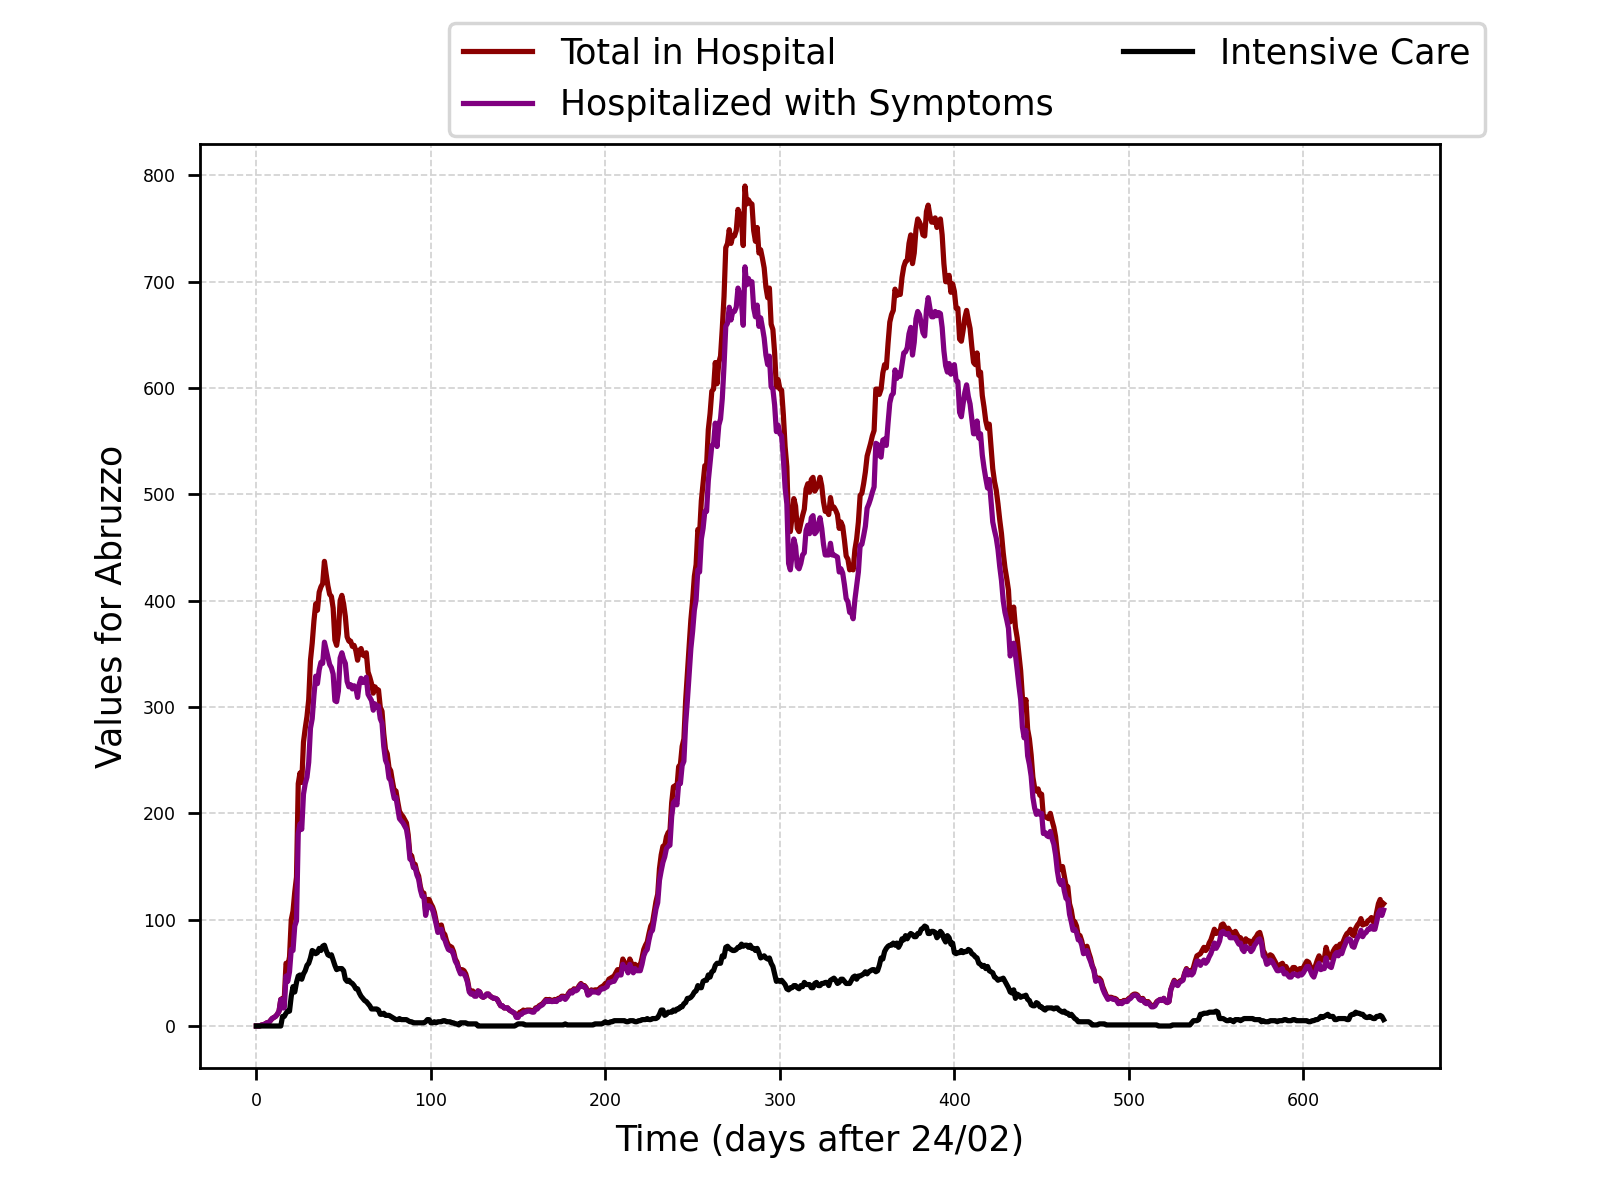 Total in Hospital
Hospitalized with Symptoms
Intensive Care
Values for Abruzzo
800
700
600
500
400
300
200
100
0
0 100 200 300 400 500 600
Time (days after 24/02)